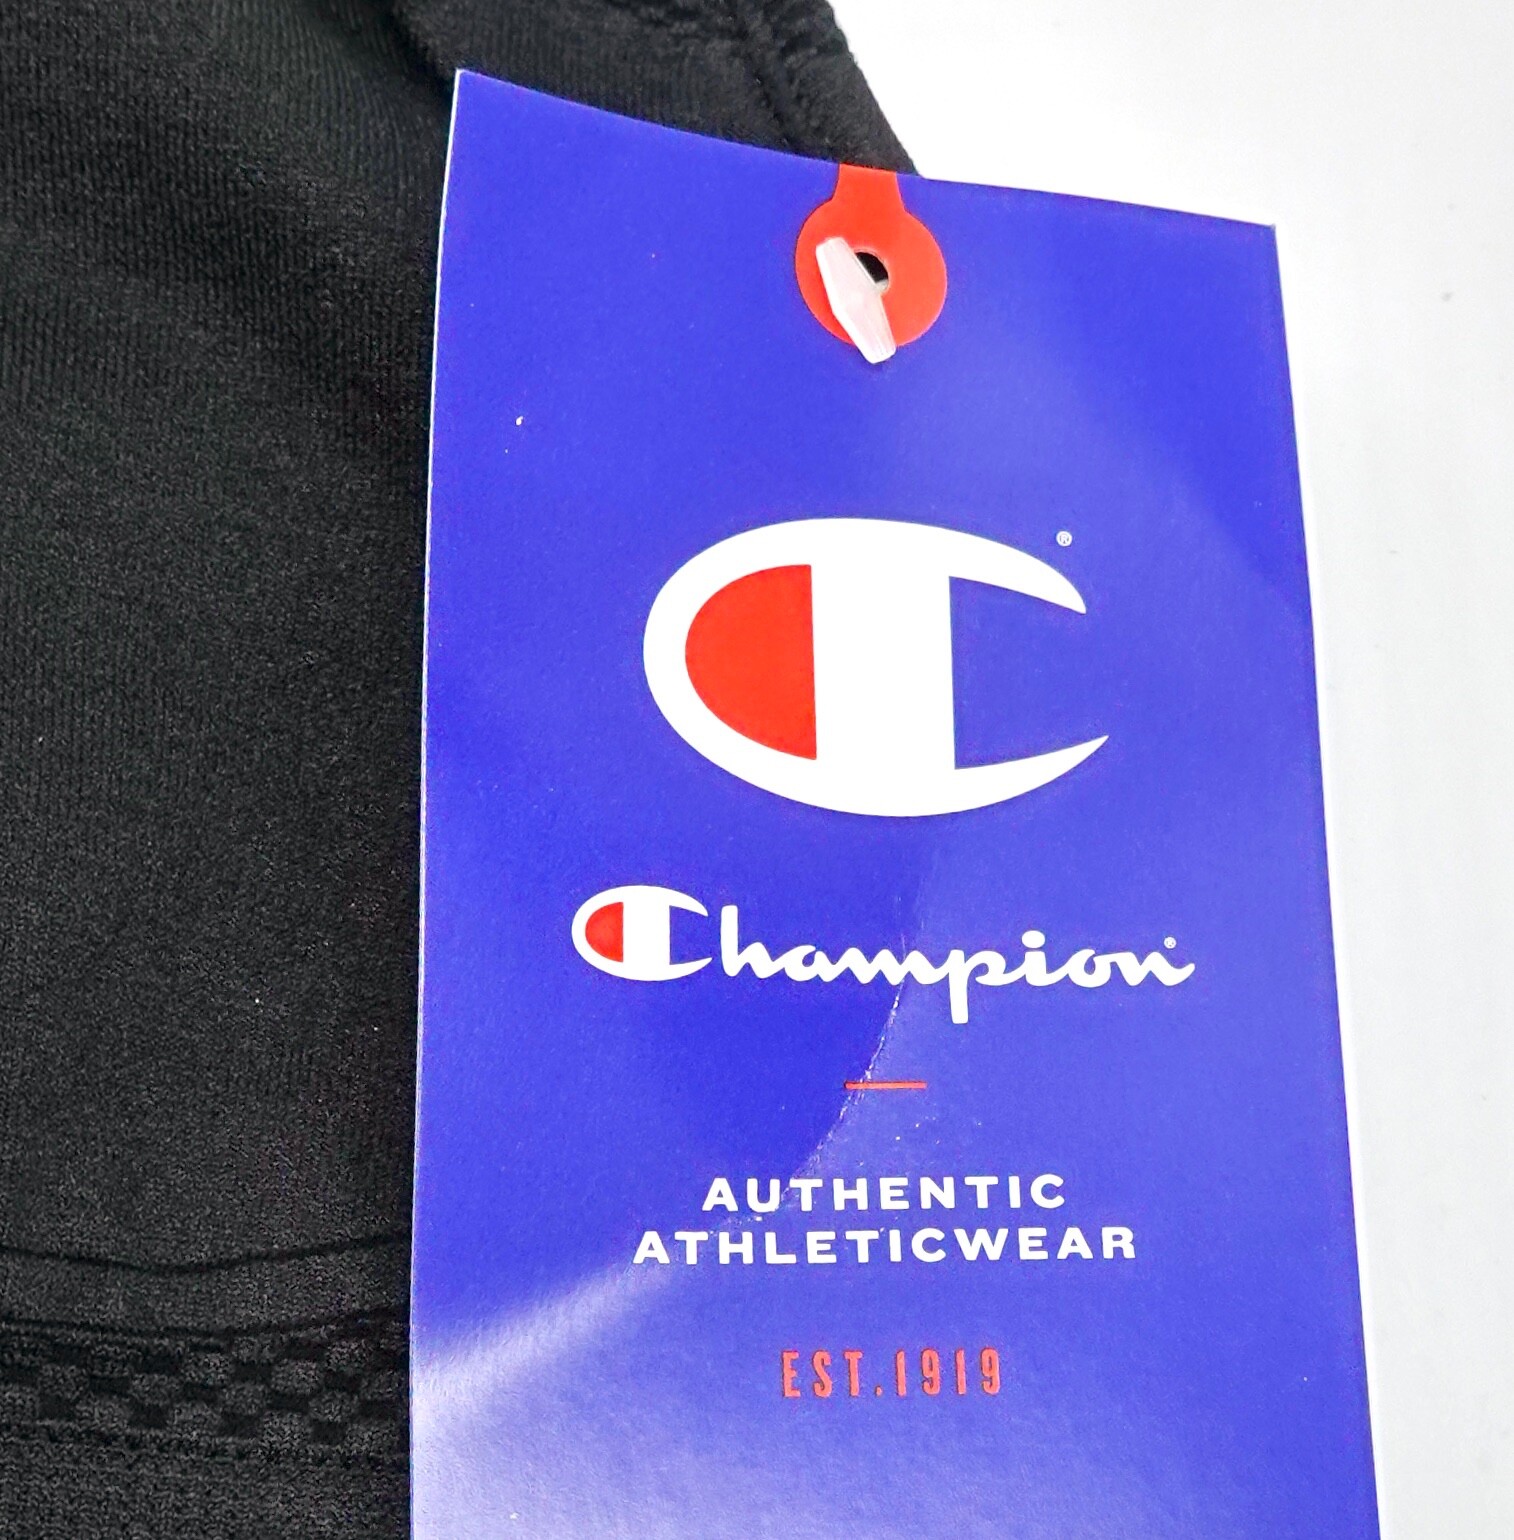 ®
Champion®
AUTHENTIC
ATHLETICWEAR
EST.1919